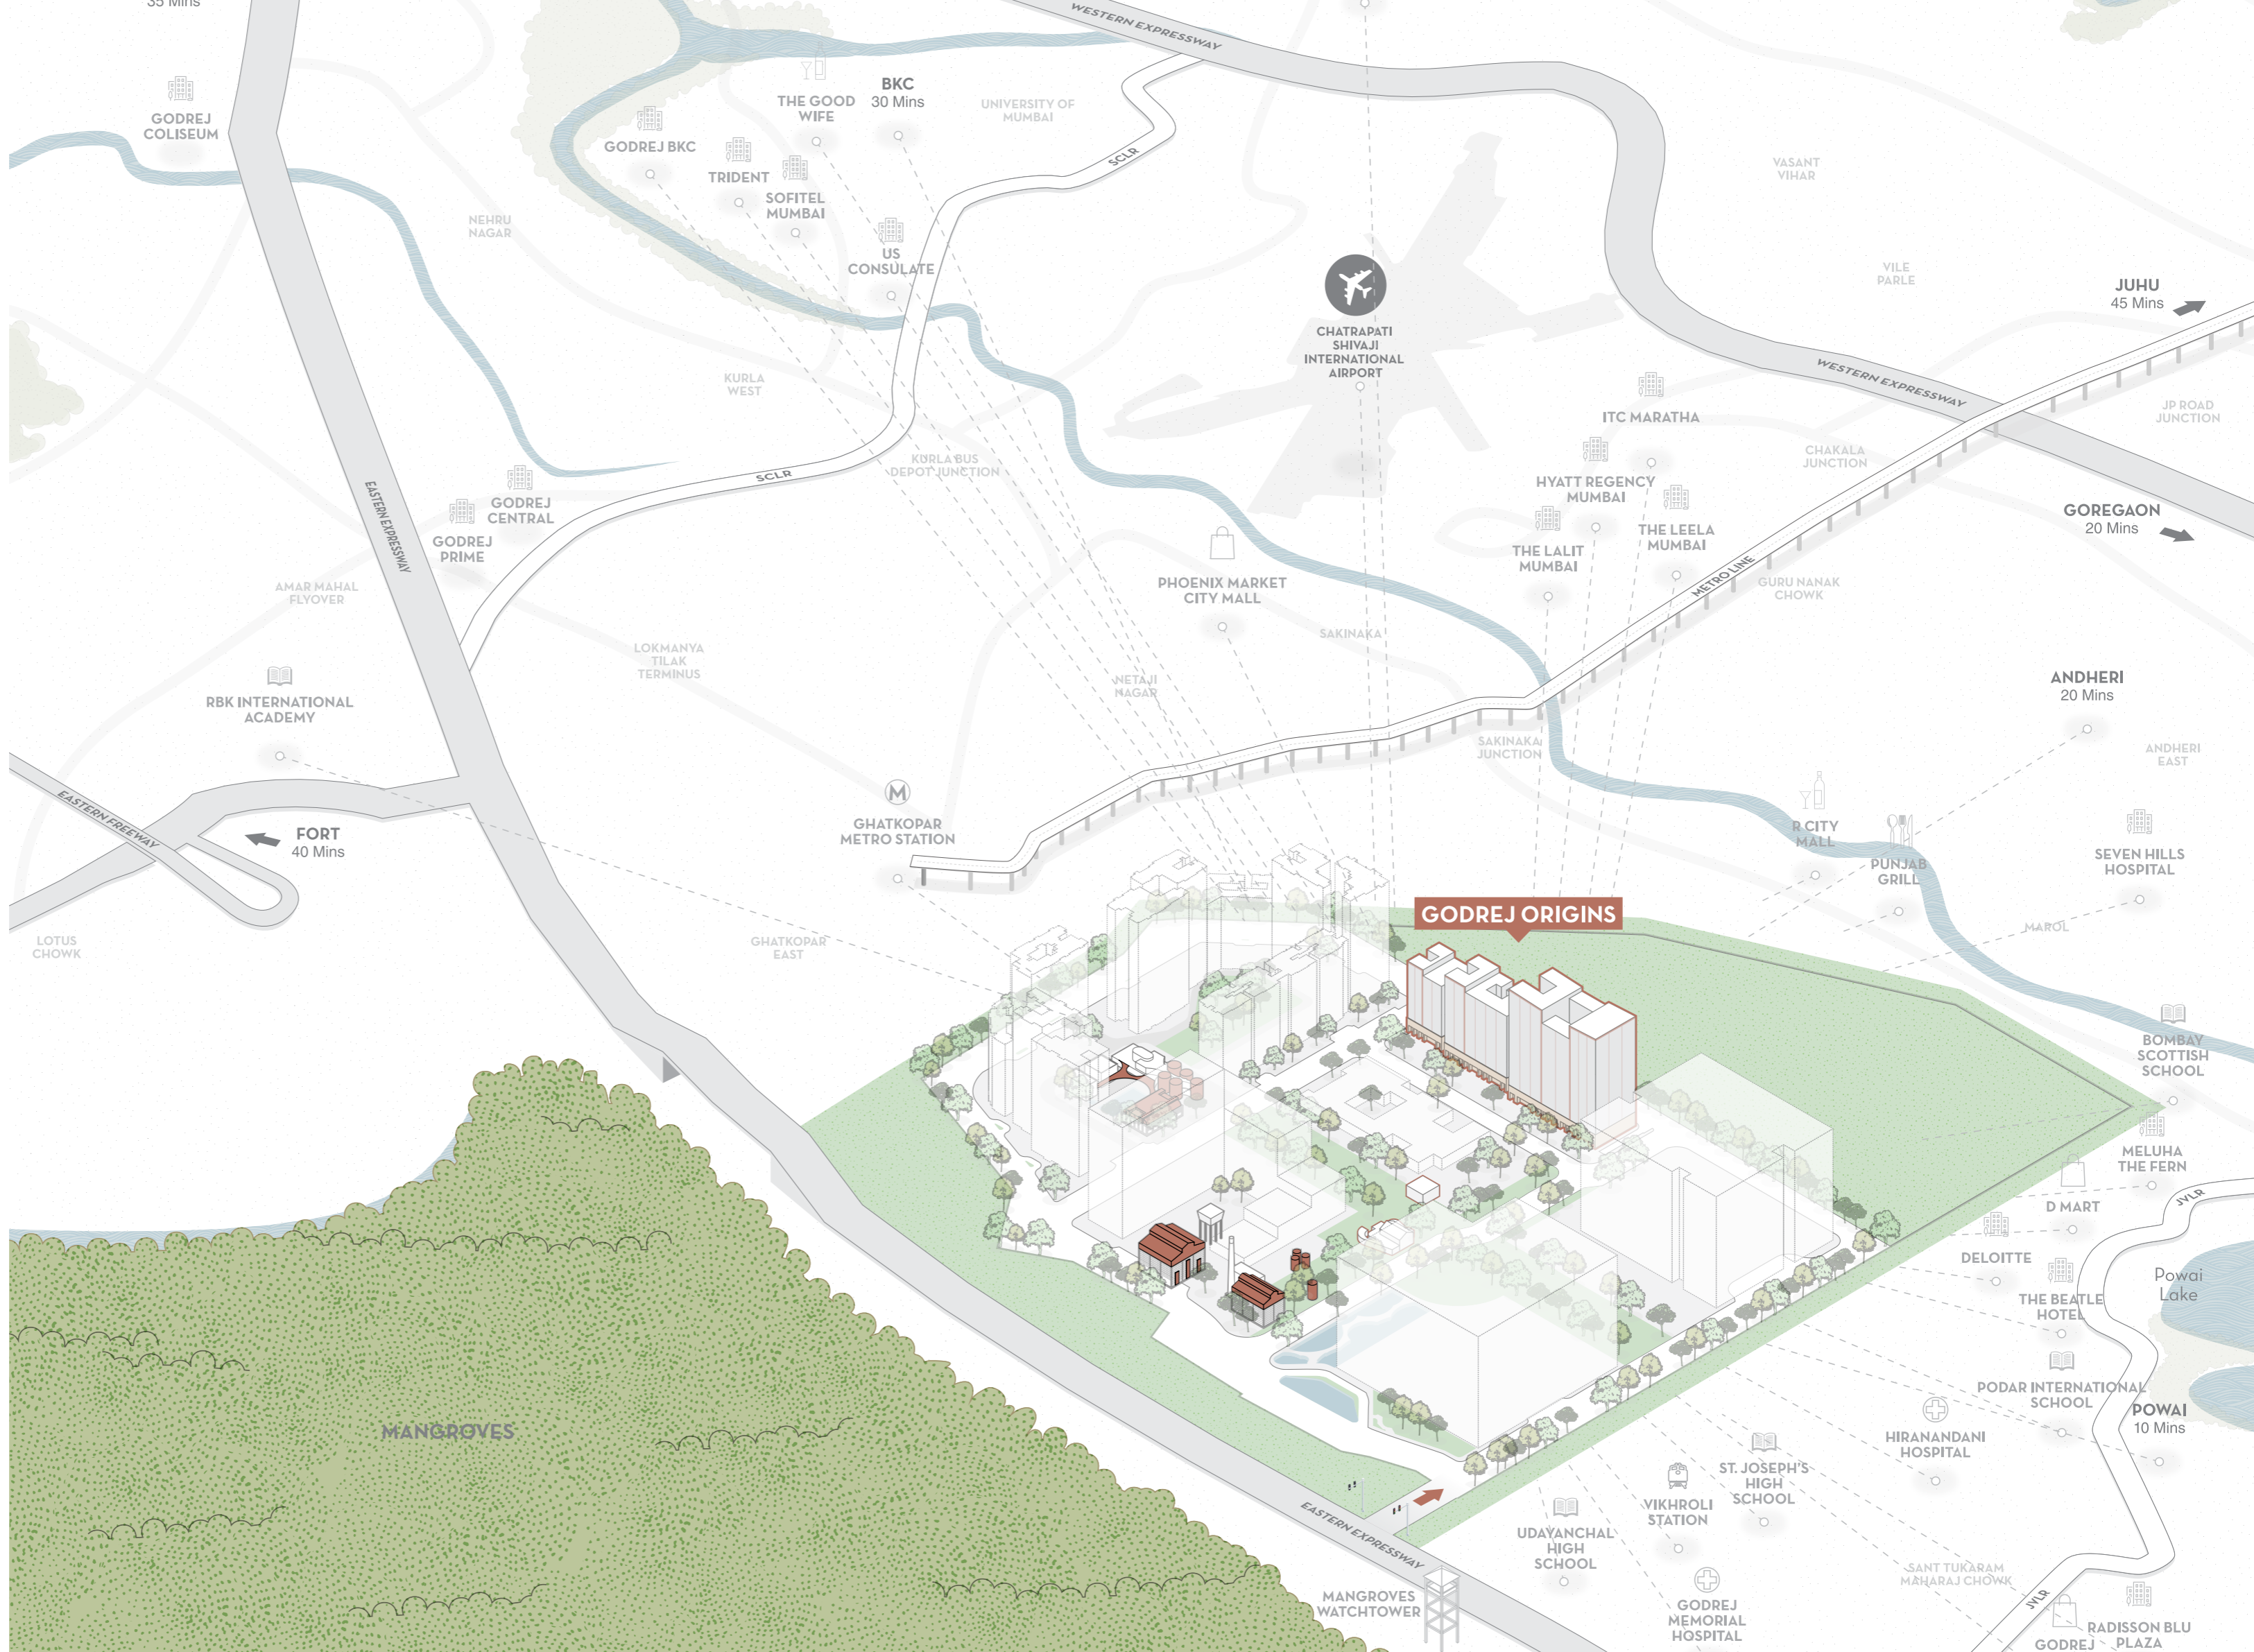 35 Mins
WESTERN EXPRESSWAY
GODREJ
COLISEUM
THE GOOD
WIFE
BKC
30 Mins
UNIVERSITY OF
MUMBAI
GODREJ BKC
TRIDENT
SOFITEL
MUMBAI
SCLR
VASANT
VIHAR
NEHRU
NAGAR
US
CONSULATE
VILE
PARLE
JUHU
45 Mins
CHATRAPATI
SHIVAJI
INTERNATIONAL
AIRPORT
KURLA
WEST
WESTERN EXPRESSWAY
ITC MARATHA
JP ROAD
JUNCTION
KURLA BUS
DEPOT JUNCTION
CHAKALA
JUNCTION
SCLR
HYATT REGENCY
MUMBAI
EASTERN EXPRESSWAY
GODREJ
CENTRAL
GODREJ
PRIME
THE LEELA
MUMBAI
GOREGAON
20 Mins
THE LALIT
MUMBAI
PHOENIX MARKET
CITY MALL
METRO LINE
GURU NANAK
CHOWK
AMAR MAHAL
FLYOVER
SAKINAKA
LOKMANYA
TILAK
TERMINUS
NETAJI
NAGAR
ANDHERI
20 Mins
RBK INTERNATIONAL
ACADEMY
SAKINAKA
JUNCTION
ANDHERI
EAST
M
EASTERN FREEWAY
FORT
40 Mins
GHATKOPAR
METRO STATION
R CITY
MALL
PUNJAB
GRILL
SEVEN HILLS
HOSPITAL
GODREJ ORIGINS
MAROL
LOTUS
CHOWK
GHATKOPAR
EAST
BOMBAY
SCOTTISH
SCHOOL
MELUHA
THE FERN
JVLR
D MART
DELOITTE
Powai
Lake
THE BEATLE
HOTEL
PODAR INTERNATIONAL
SCHOOL
POWAI
10 Mins
MANGROVES
HIRANANDANI
HOSPITAL
ST. JOSEPH'S
HIGH
SCHOOL
VIKHROLI
STATION
EASTERN EXPRESSWAY
UDAYANCHAL
HIGH
SCHOOL
SANT TUKARAM
MAHARAJ CHOWK
MANGROVES
WATCHTOWER
GODREJ
MEMORIAL
HOSPITAL
JVLR
RADISSON BLU
PLAZA
GODREJ